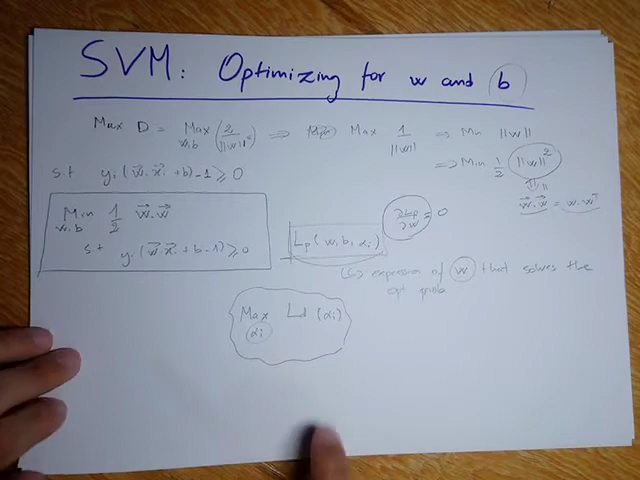 SVM: Optimizing for w and b
Max D = Max w,b (2/||w||) ⇒ Max 1/||w|| ⇒ Min ||w||
⇒ Min 1/2 ||w||²
s.t yi(w⃗.x⃗i+b)-1 ≥ 0
w⃗.w⃗ = w.wᵀ
Min w,b 1/2 w⃗.w⃗
s.t yi(w⃗.x⃗i+b-1) ≥ 0
Lp(w,b,αi)
∂Lp/∂w = 0
expression of w that solves the
opt prob
Max αi Ld(αi)